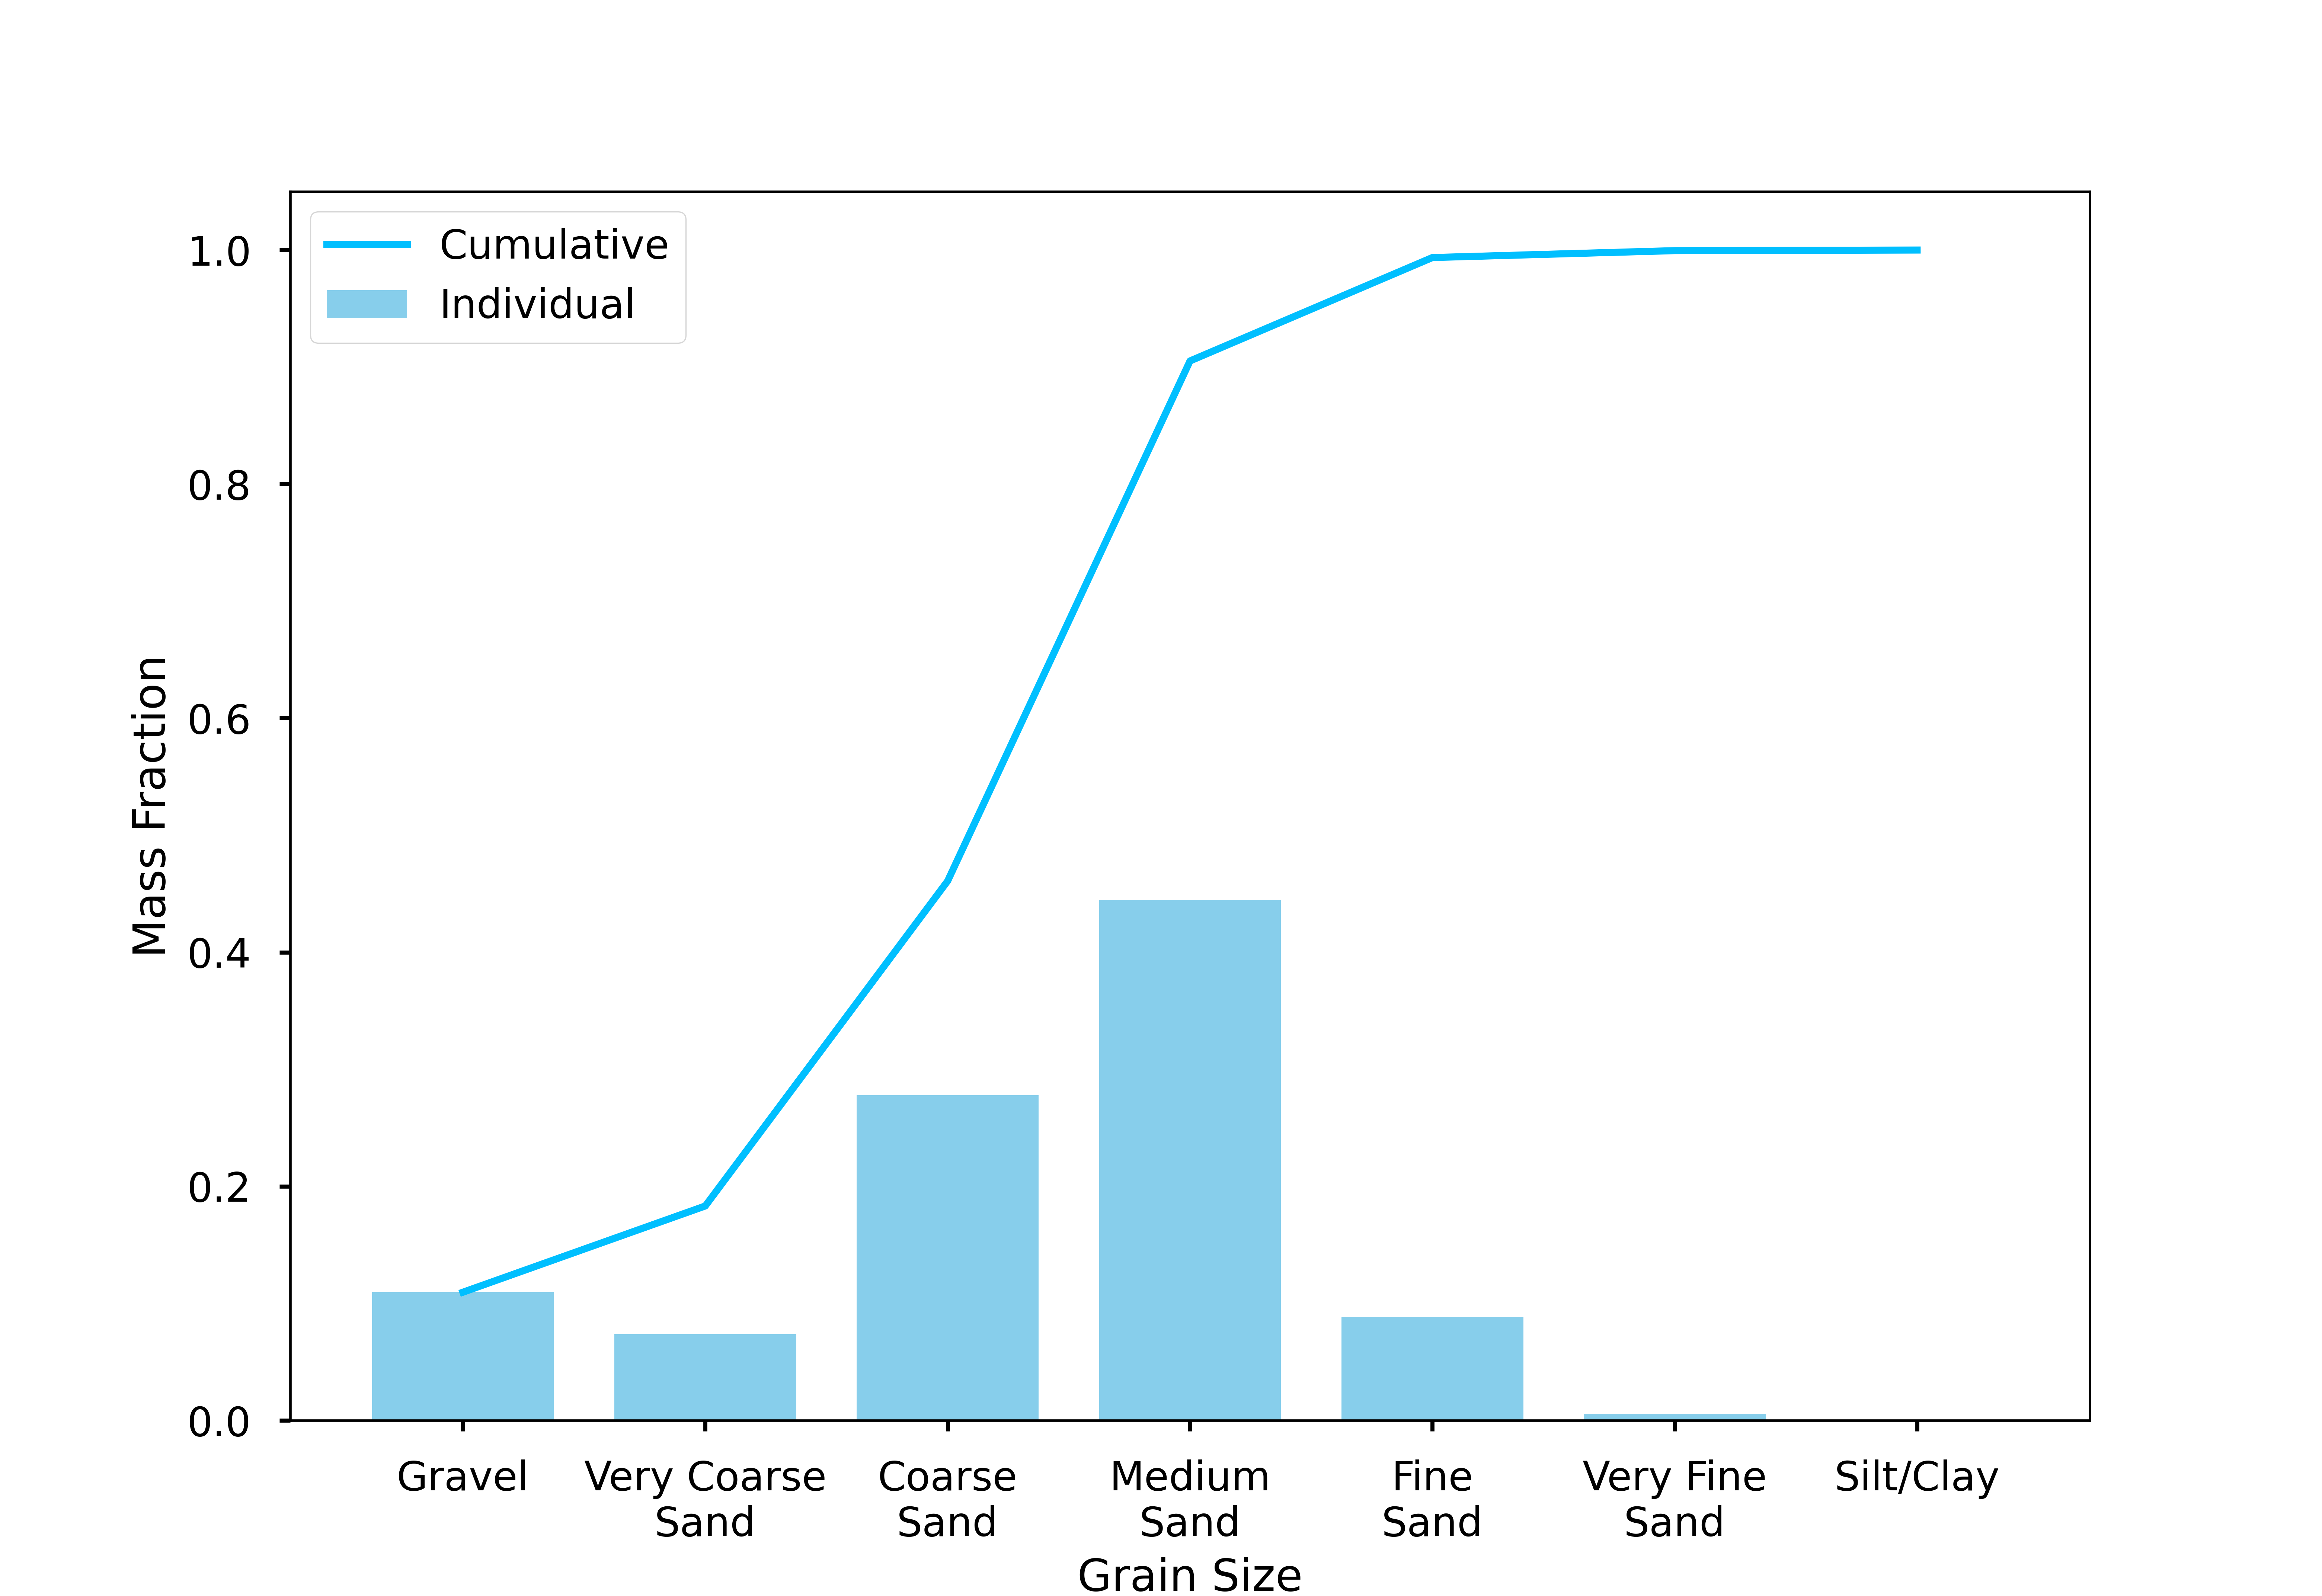 Cumulative
Individual
1.0
0.8
0.6
0.4
0.2
0.0
Mass Fraction
Gravel
Very Coarse
Sand
Coarse
Sand
Medium
Sand
Fine
Sand
Very Fine
Sand
Silt/Clay
Grain Size